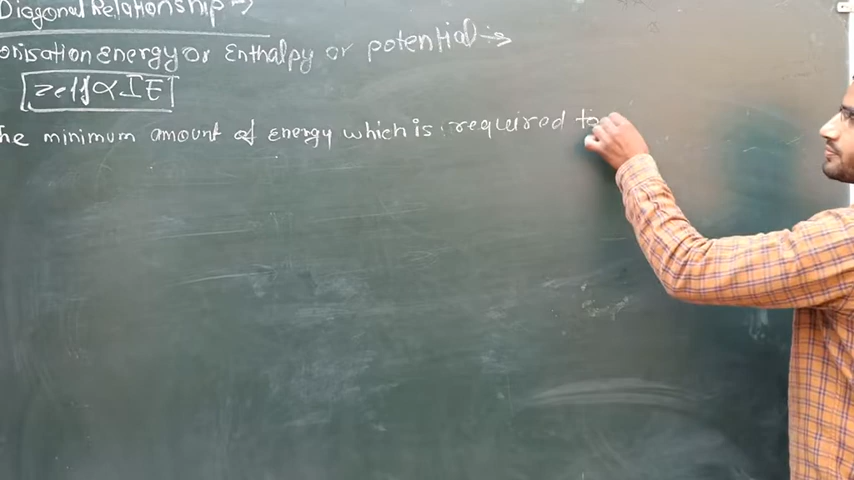 Diagonal Relationship →
onisation Energy or Enthalpy or potential →
zeff ∝ IE
he minimum amount of energy which is required to